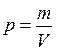 p = m/V